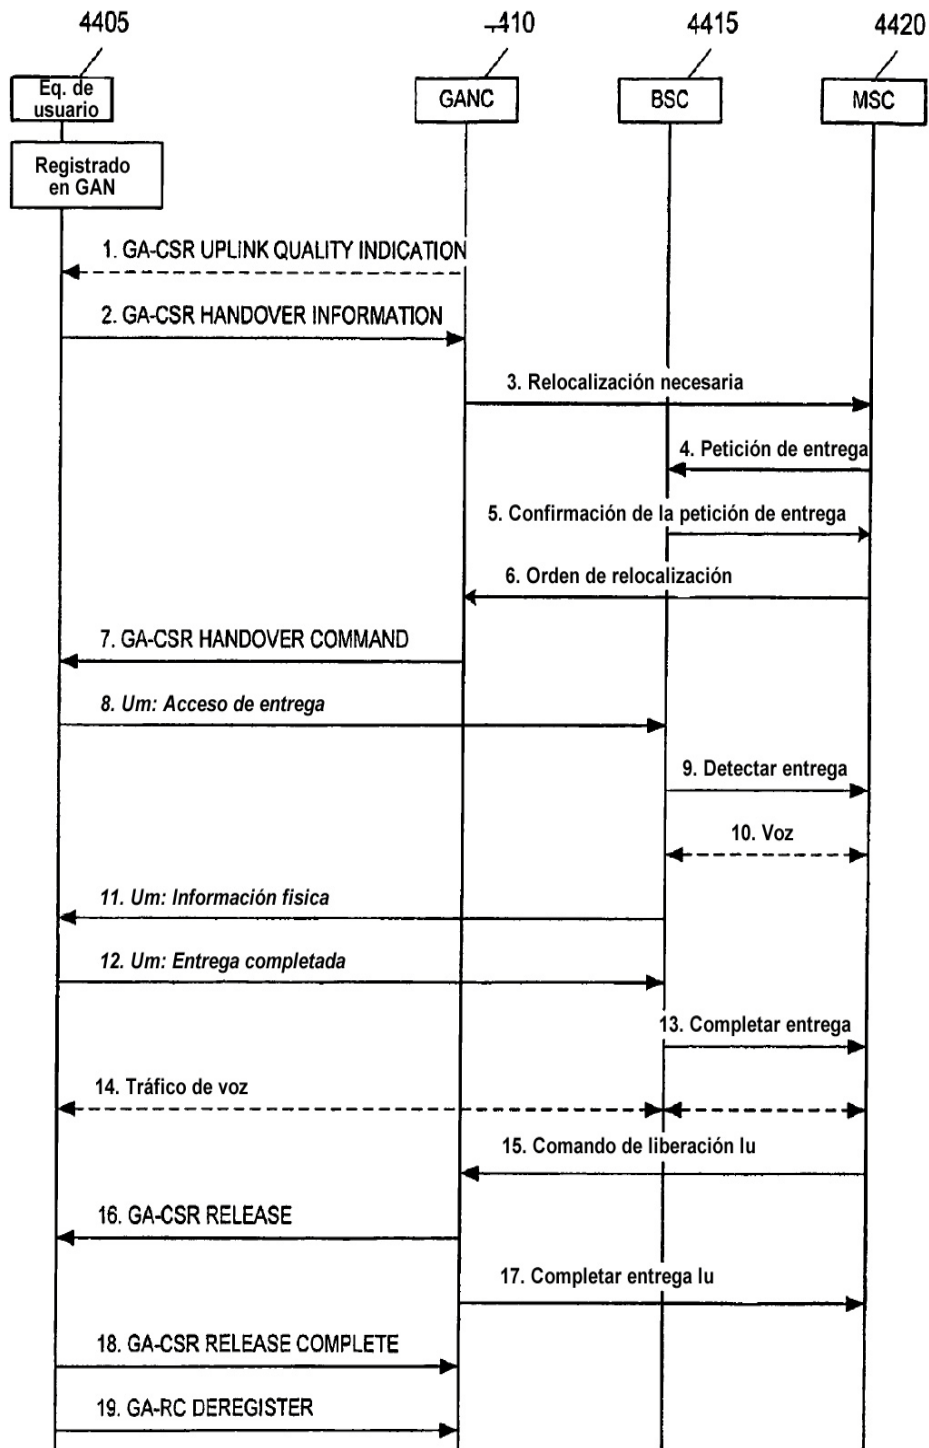 4405
410
4415
4420
Eq. de
usuario
GANC
BSC
MSC
Registrado
en GAN
1. GA-CSR UPLINK QUALITY INDICATION
2. GA-CSR HANDOVER INFORMATION
3. Relocalización necesaria
4. Petición de entrega
5. Confirmación de la petición de entrega
6. Orden de relocalización
7. GA-CSR HANDOVER COMMAND
8. Um: Acceso de entrega
9. Detectar entrega
10. Voz
11. Um: Información fisica
12. Um: Entrega completada
13. Completar entrega
14. Tráfico de voz
15. Comando de liberación lu
16. GA-CSR RELEASE
17. Completar entrega lu
18. GA-CSR RELEASE COMPLETE
19. GA-RC DEREGISTER